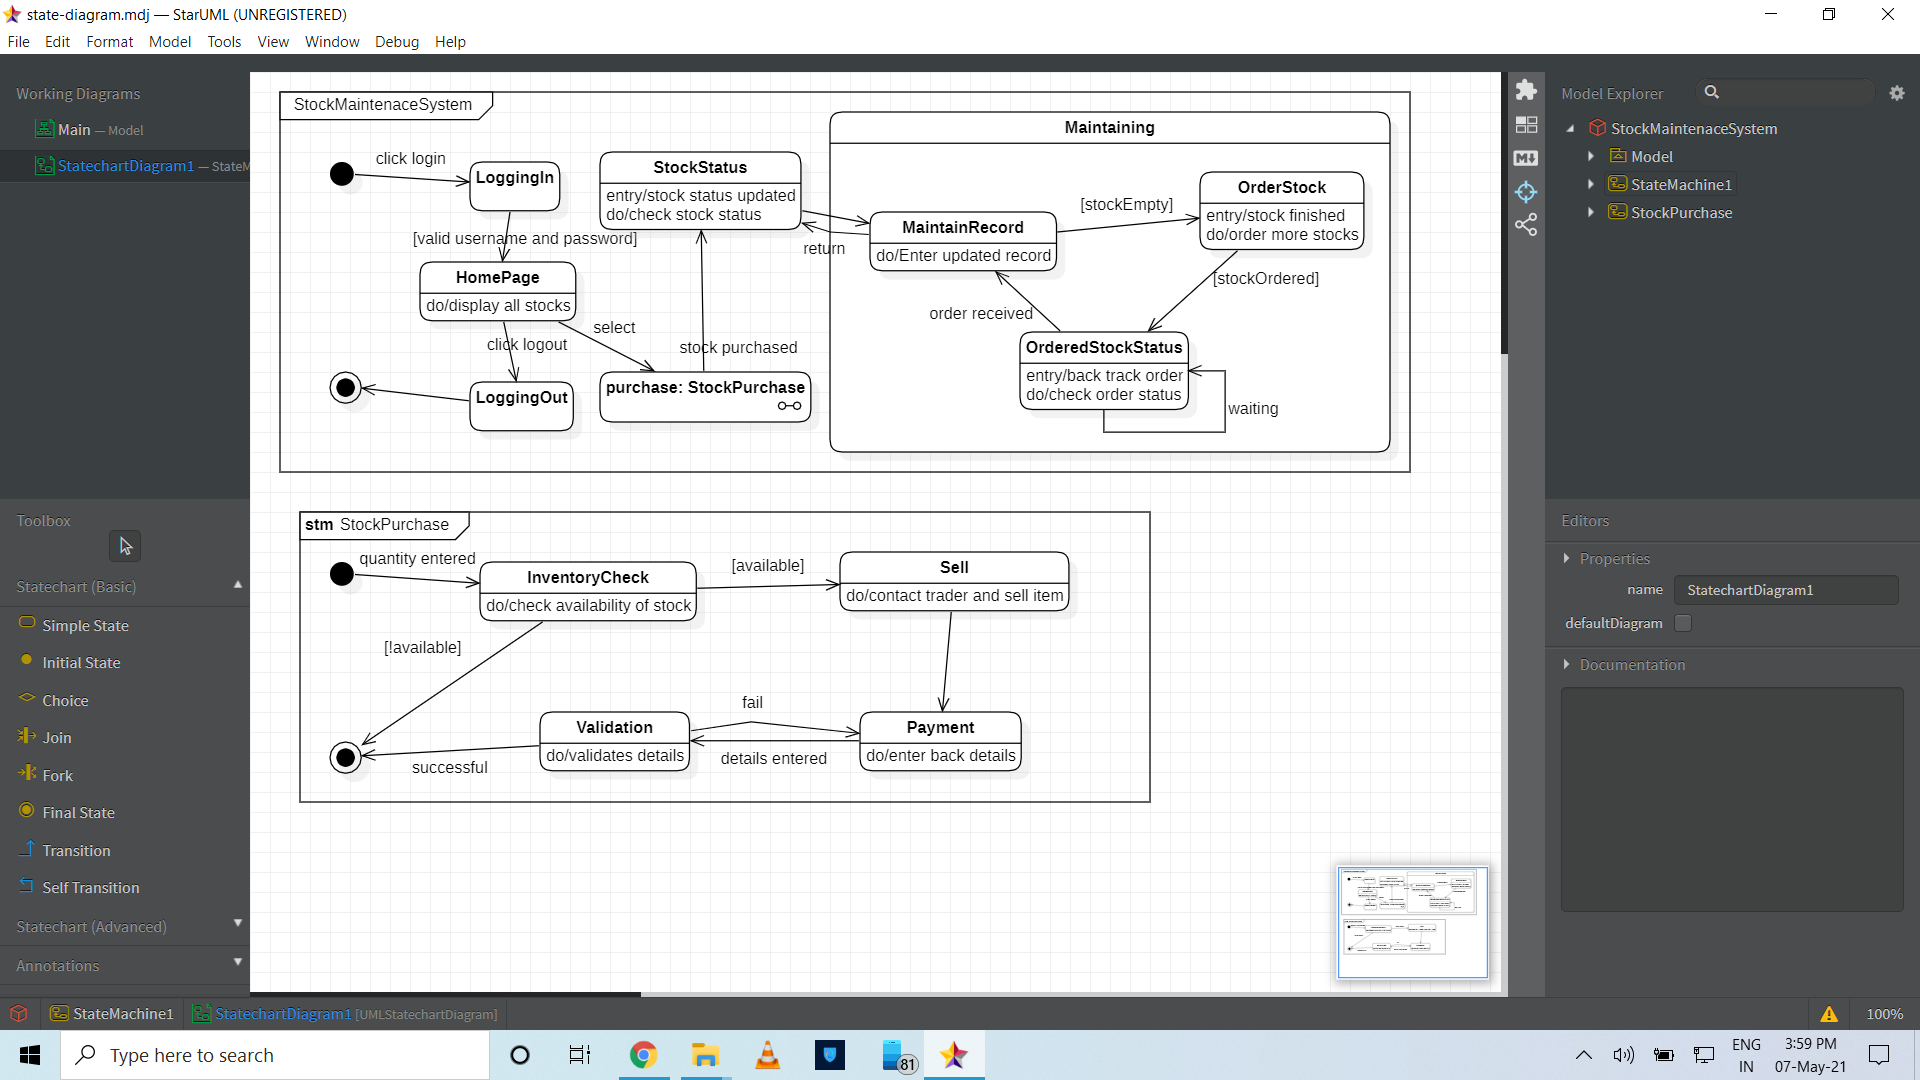 state-diagram.mdj — StarUML (UNREGISTERED)
File Edit Format Model Tools View Window Debug Help
Working Diagrams
Main — Model
StatechartDiagram1 — StateM
Toolbox
Statechart (Basic)
Simple State
Initial State
Choice
Join
Fork
Final State
Transition
Self Transition
Statechart (Advanced)
Annotations
StockMaintenaceSystem
click login
LoggingIn
[valid username and password]
HomePage
do/display all stocks
click logout
LoggingOut
select
StockStatus
entry/stock status updated
do/check stock status
stock purchased
purchase: StockPurchase
return
Maintaining
MaintainRecord
do/Enter updated record
[stockEmpty]
OrderStock
entry/stock finished
do/order more stocks
[stockOrdered]
order received
OrderedStockStatus
entry/back track order
do/check order status
waiting
stm StockPurchase
quantity entered
InventoryCheck
do/check availability of stock
[available]
Sell
do/contact trader and sell item
[!available]
Validation
do/validates details
fail
Payment
do/enter back details
details entered
successful
Model Explorer
StockMaintenaceSystem
Model
StateMachine1
StockPurchase
Editors
Properties
name StatechartDiagram1
defaultDiagram
Documentation
StateMachine1 StatechartDiagram1 [UMLStatechartDiagram] 100%
Type here to search
81
ENG
IN
3:59 PM
07-May-21
M